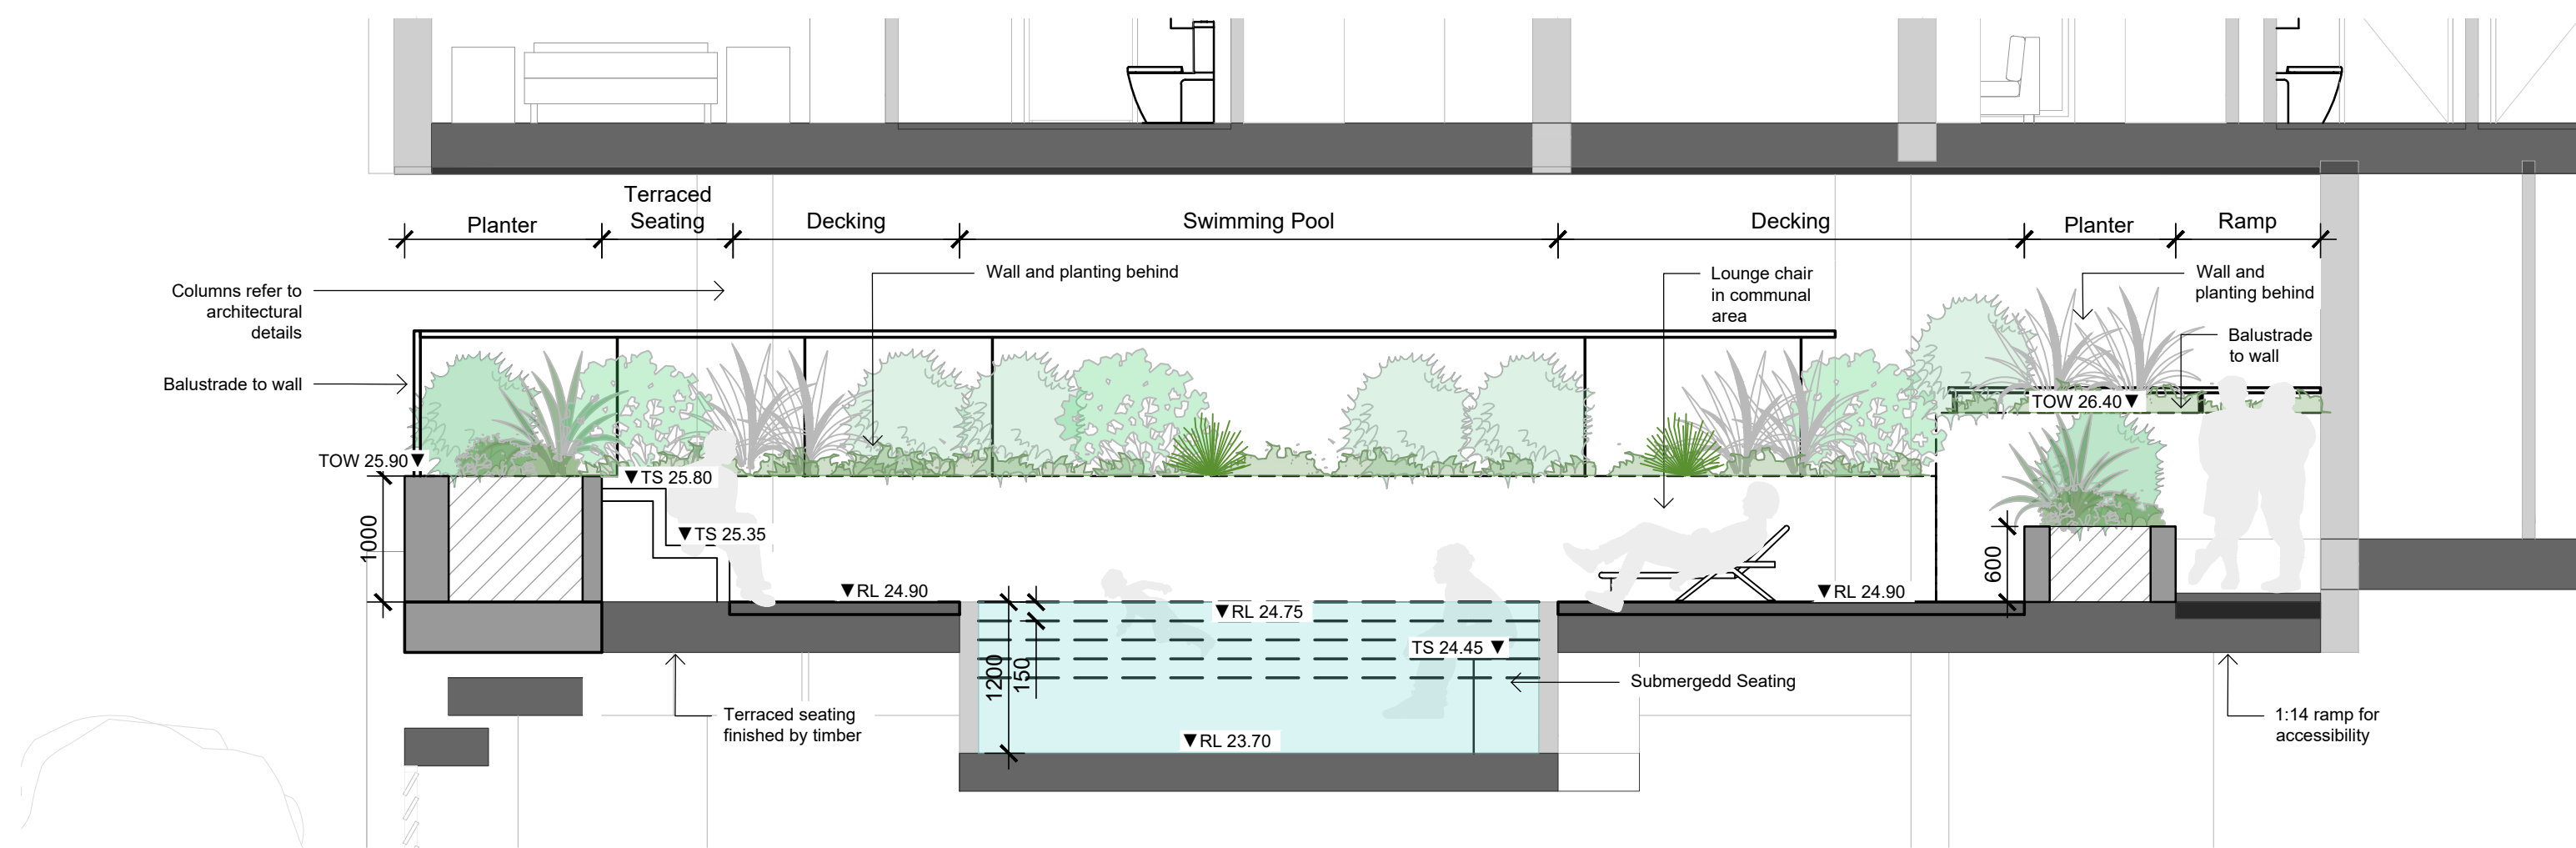 Terraced
Seating
Planter
Decking
Swimming Pool
Decking
Planter
Ramp
Columns refer to
architectural
details
Wall and planting behind
Lounge chair
in communal
area
Wall and
planting behind
Balustrade
to wall
Balustrade to wall
TOW 26.40▼
TOW 25.90▼
▼TS 25.80
▼TS 25.35
1000
▼RL 24.90
▼RL 24.75
▼RL 24.90
600
TS 24.45 ▼
1200
150
Submergedd Seating
Terraced seating
finished by timber
▼RL 23.70
1:14 ramp for
accessibility